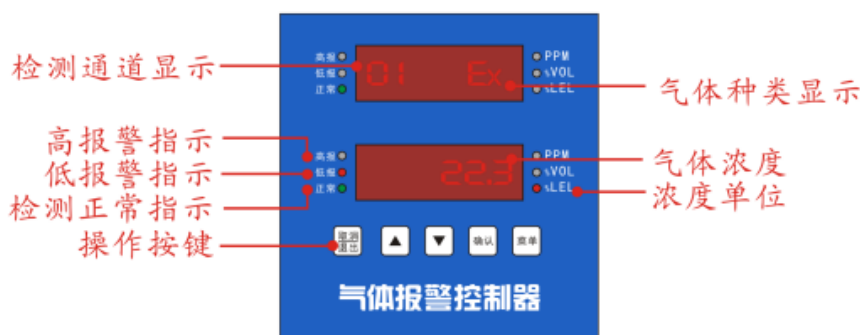 检测通道显示
高报警指示
低报警指示
检测正常指示
操作按键
高报
低报
正常
01 Ex
PPM
%VOL
%LEL
高报
低报
正常
22.3
PPM
%VOL
%LEL
取消
退出
▲
▼
确认
菜单
气体报警控制器
气体种类显示
气体浓度
浓度单位